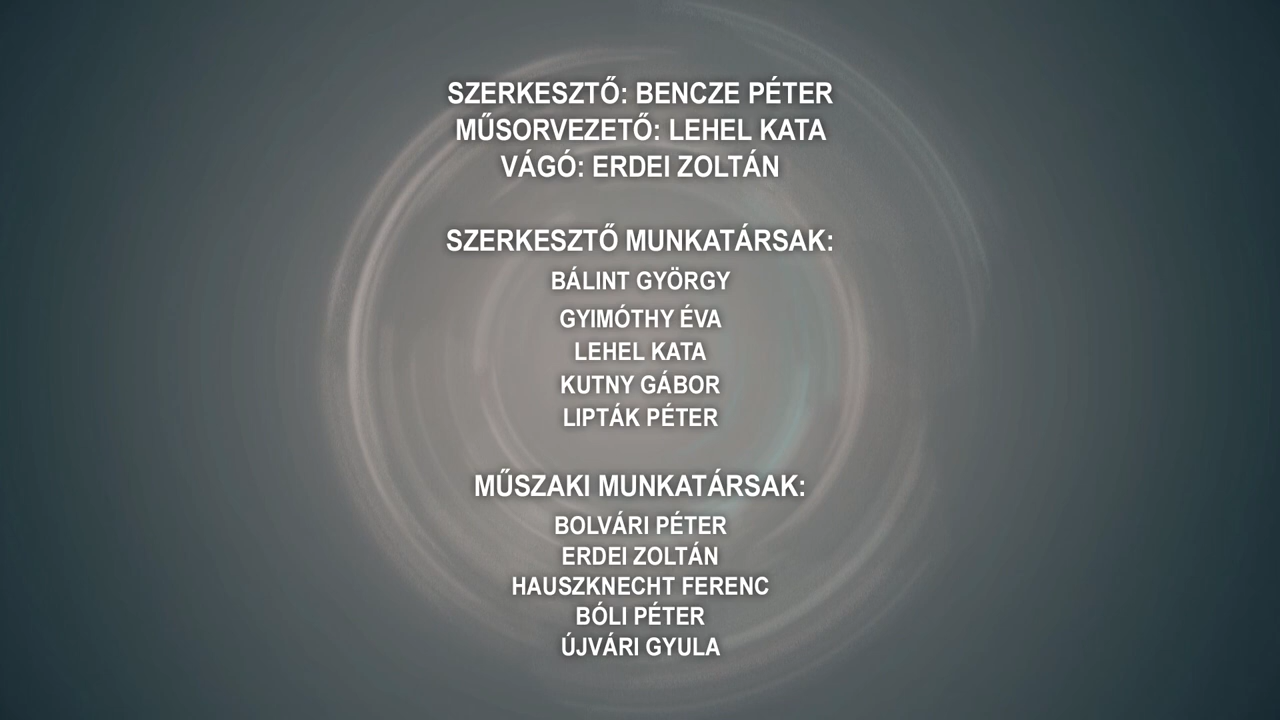 SZERKESZTŐ: BENCZE PÉTER
MŰSORVEZETŐ: LEHEL KATA
VÁGÓ: ERDEI ZOLTÁN
SZERKESZTŐ MUNKATÁRSAK:
BÁLINT GYÖRGY
GYIMÓTHY ÉVA
LEHEL KATA
KUTNY GÁBOR
LIPTÁK PÉTER
MŰSZAKI MUNKATÁRSAK:
BOLVÁRI PÉTER
ERDEI ZOLTÁN
HAUSZKNECHT FERENC
BÓLI PÉTER
ÚJVÁRI GYULA